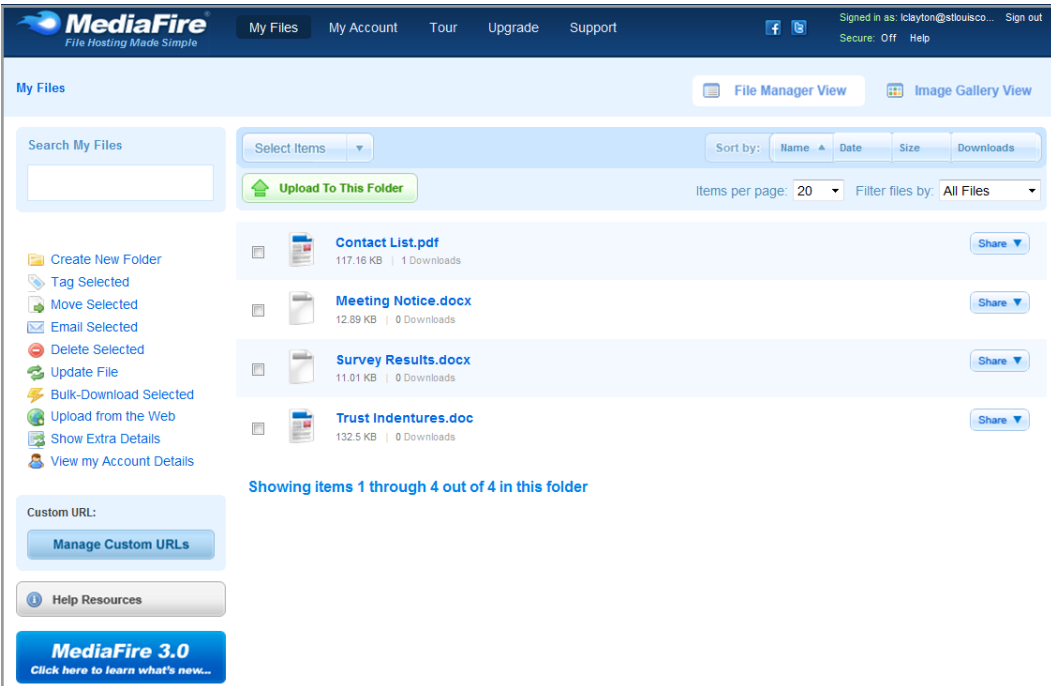 MediaFire
File Hosting Made Simple
My Files My Account Tour Upgrade Support
Signed in as: lclayton@stlouisco... Sign out
Secure: Off Help
My Files
File Manager View Image Gallery View
Search My Files
Select Items
Sort by: Name Date Size Downloads
Upload To This Folder
Items per page: 20 Filter files by: All Files
Contact List.pdf
117.16 KB | 1 Downloads
Share
Meeting Notice.docx
12.89 KB | 0 Downloads
Share
Survey Results.docx
11.01 KB | 0 Downloads
Share
Trust Indentures.doc
132.5 KB | 0 Downloads
Share
Showing items 1 through 4 out of 4 in this folder
Create New Folder
Tag Selected
Move Selected
Email Selected
Delete Selected
Update File
Bulk-Download Selected
Upload from the Web
Show Extra Details
View my Account Details
Custom URL:
Manage Custom URLs
Help Resources
MediaFire 3.0
Click here to learn what's new...